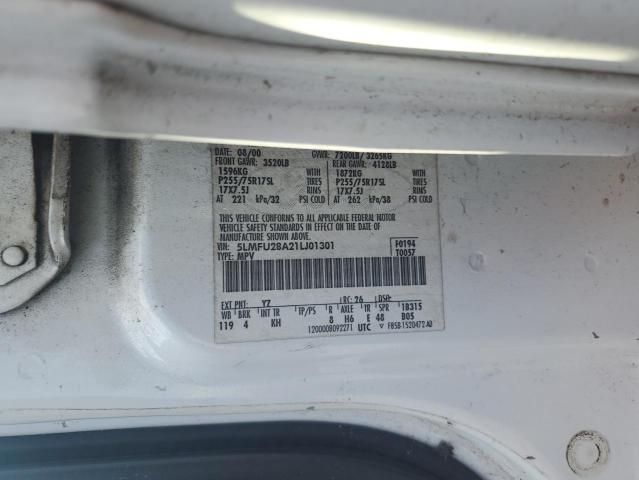 DATE: 08/00 GVWR: 7200LB/ 3265KG
FRONT GAWR: 3520LB REAR GAWR: 4128LB
1596KG WITH 1872KG WITH
P255/75R17SL TIRES P255/75R17SL TIRES
17X7.5J RIMS 17X7.5J RIMS
AT 221 kPa/32 PSI COLD AT 262 kPa/38 PSI COLD
THIS VEHICLE CONFORMS TO ALL APPLICABLE FEDERAL MOTOR
VEHICLE SAFETY STANDARDS IN EFFECT ON THE DATE OF
MANUFACTURE SHOWN ABOVE.
VIN: 5LMFU28A21LJ01301 F0194
TYPE: MPV T0057
EXT PNT: YZ RC: 26 DSO:
WB BRK INT TR TP/PS R AXLE TR SPR 1B315
119 4 KH 8 H6 E 48 B05
1200008092271 UTC ▽ F85B-1520472-AD